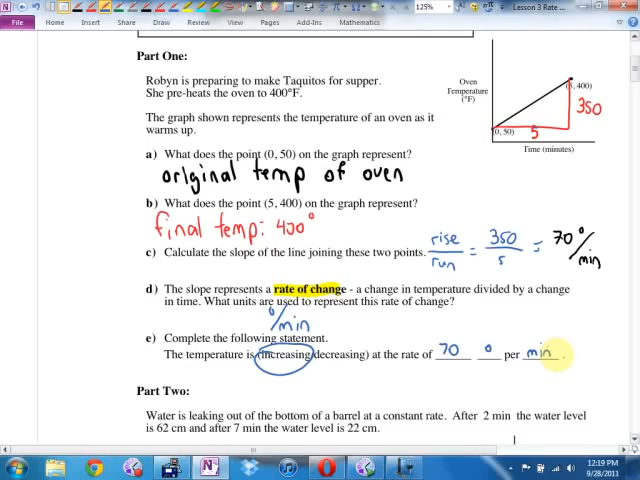 125%
Lesson 3 Rate
File
Home
Insert
Share
Draw
Review
View
Add-Ins
Handout
Mathematics
Part One
Robyn is preparing to make Taquitos for supper.
She pre-heats the oven to 400°F.
The graph shown represents the temperature of an oven as it
warms up.
Oven
Temperature
(°F)
(5, 400)
350
(0, 50)
5
Time (minutes)
a) What does the point (0, 50) on the graph represent?
original temp of oven
b) What does the point (5, 400) on the graph represent?
final temp: 400°
c) Calculate the slope of the line joining these two points. rise/run = 350/5 = 70°/min
d) The slope represents a rate of change - a change in temperature divided by a change
in time. What units are used to represent this rate of change?
°/min
e) Complete the following statement.
The temperature is (increasing/decreasing) at the rate of 70 ° per min.
Part Two
Water is leaking out of the bottom of a barrel at a constant rate. After 2 min the water level
is 62 cm and after 7 min the water level is 22 cm.
12:19 PM
9/28/2011